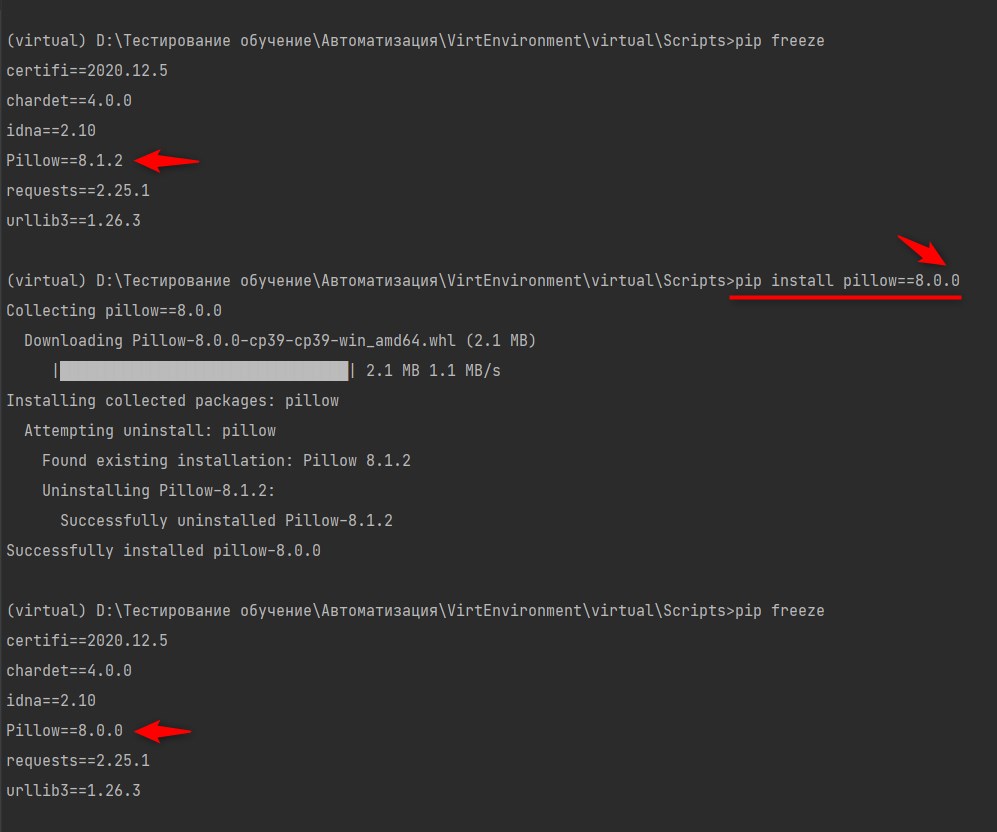 (virtual) D:\Тестирование обучение\Автоматизация\VirtEnvironment\virtual\Scripts>pip freeze
certifi==2020.12.5
chardet==4.0.0
idna==2.10
Pillow==8.1.2
requests==2.25.1
urllib3==1.26.3
(virtual) D:\Тестирование обучение\Автоматизация\VirtEnvironment\virtual\Scripts>pip install pillow==8.0.0
Collecting pillow==8.0.0
Downloading Pillow-8.0.0-cp39-cp39-win_amd64.whl (2.1 MB)
|████████████████████████████████| 2.1 MB 1.1 MB/s
Installing collected packages: pillow
Attempting uninstall: pillow
Found existing installation: Pillow 8.1.2
Uninstalling Pillow-8.1.2:
Successfully uninstalled Pillow-8.1.2
Successfully installed pillow-8.0.0
(virtual) D:\Тестирование обучение\Автоматизация\VirtEnvironment\virtual\Scripts>pip freeze
certifi==2020.12.5
chardet==4.0.0
idna==2.10
Pillow==8.0.0
requests==2.25.1
urllib3==1.26.3